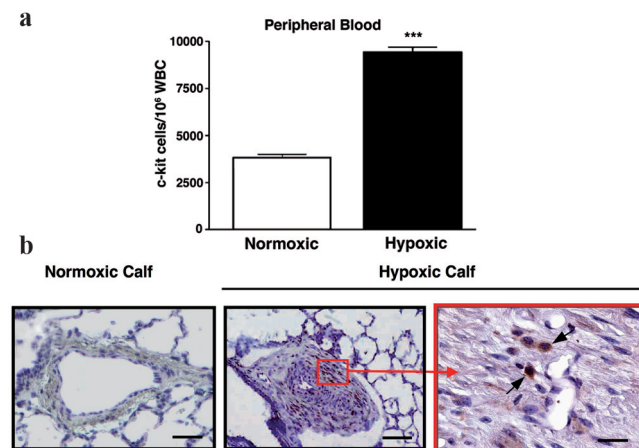 a
Peripheral Blood
***
10000
7500
5000
2500
0
c-kit cells/10⁶ WBC
Normoxic
Hypoxic
b
Normoxic Calf
Hypoxic Calf